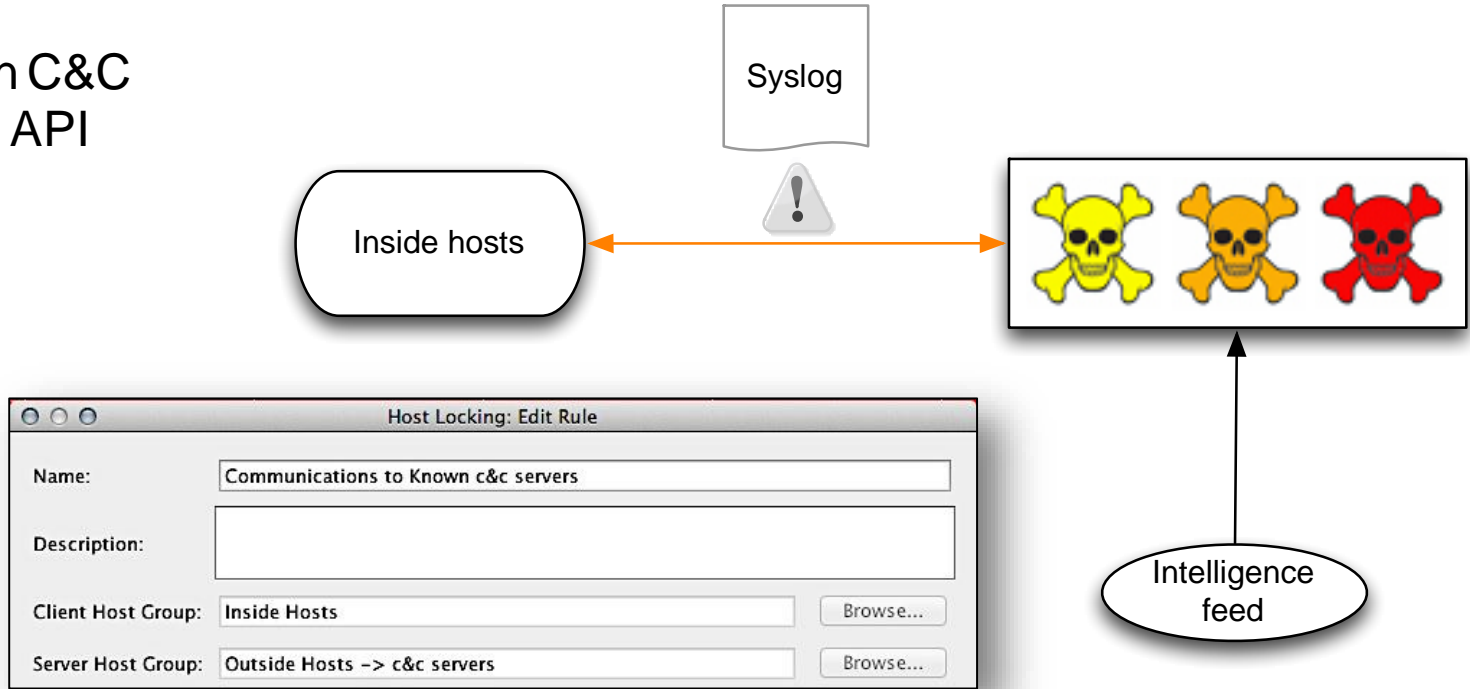 C&C
API
Syslog
Inside hosts
Intelligence
feed
Host Locking: Edit Rule
Name: Communications to Known c&c servers
Description:
Client Host Group: Inside Hosts Browse...
Server Host Group: Outside Hosts -> c&c servers Browse...